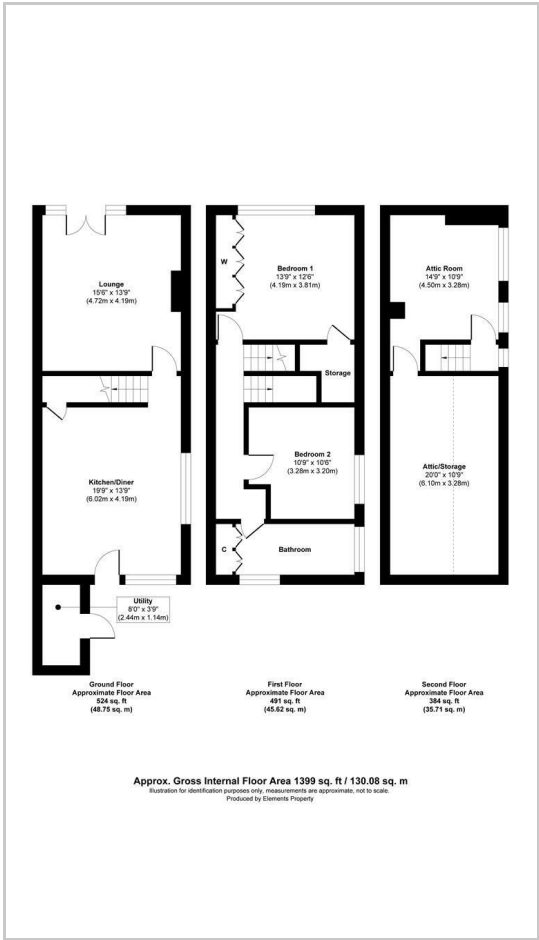 Lounge
15'6" x 13'9"
(4.72m x 4.19m)
Kitchen/Diner
19'9" x 13'9"
(6.02m x 4.19m)
Utility
8'0" x 3'9"
(2.44m x 1.14m)
Ground Floor
Approximate Floor Area
524 sq. ft
(48.75 sq. m)
W
Bedroom 1
13'9" x 12'6"
(4.19m x 3.81m)
Storage
Bedroom 2
10'9" x 10'6"
(3.28m x 3.20m)
C
Bathroom
First Floor
Approximate Floor Area
491 sq. ft
(45.62 sq. m)
Attic Room
14'9" x 10'9"
(4.50m x 3.28m)
Attic/Storage
20'0" x 10'9"
(6.10m x 3.28m)
Second Floor
Approximate Floor Area
384 sq. ft
(35.71 sq. m)
Approx. Gross Internal Floor Area 1399 sq. ft / 130.08 sq. m
Illustration for identification purposes only, measurements are approximate, not to scale.
Produced by Elements Property